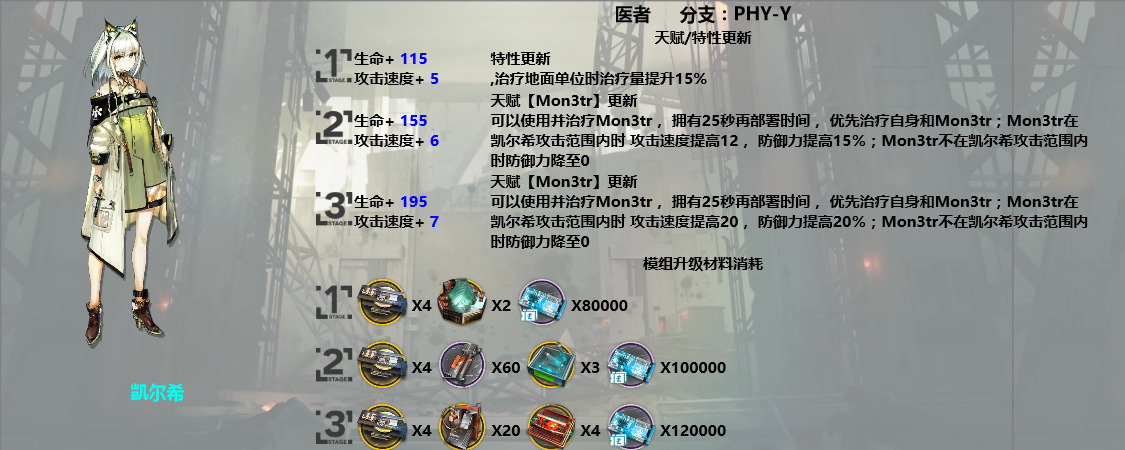 医者 分支：PHY-Y
天赋/特性更新
1 STAGE
生命+ 115 特性更新
攻击速度+ 5 ,治疗地面单位时治疗量提升15%
天赋【Mon3tr】更新
2 STAGE
生命+ 155 可以使用并治疗Mon3tr ，拥有25秒再部署时间 ，优先治疗自身和Mon3tr；Mon3tr在
攻击速度+ 6 凯尔希攻击范围内时 攻击速度提高12 ，防御力提高15%；Mon3tr不在凯尔希攻击范围内
时防御力降至0
天赋【Mon3tr】更新
3 STAGE
生命+ 195 可以使用并治疗Mon3tr ，拥有25秒再部署时间 ，优先治疗自身和Mon3tr；Mon3tr在
攻击速度+ 7 凯尔希攻击范围内时 攻击速度提高20 ，防御力提高20%；Mon3tr不在凯尔希攻击范围内
时防御力降至0
模组升级材料消耗
1 STAGE X4 X2 X80000
2 STAGE X4 X60 X3 X100000
凯尔希
3 STAGE X4 X20 X4 X120000